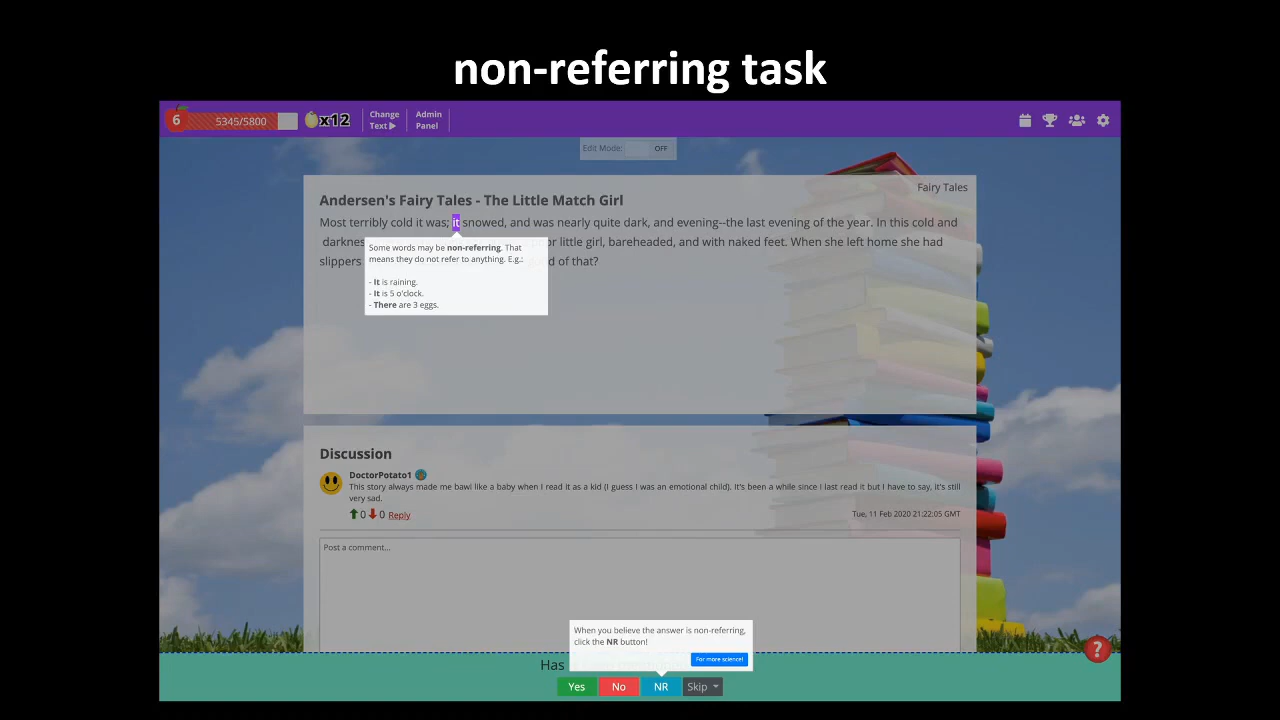 non-referring task
6 5345/5800 x12 Change Text Admin Panel
Edit Mode: OFF
Fairy Tales
Andersen's Fairy Tales - The Little Match Girl
Most terribly cold it was; it snowed, and was nearly quite dark, and evening--the last evening of the year. In this cold and
darkness
Some words may be non-referring. That
means they do not refer to anything. E.g.:
- It is raining.
- It is 5 o'clock.
- There are 3 eggs.
little girl, bareheaded, and with naked feet. When she left home she had
slippers of that?
Discussion
DoctorPotato1
This story always made me bawl like a baby when I read it as a kid (I guess I was an emotional child). It's been a while since I last read it but I have to say, it's still
very sad.
0 0 Reply Tue, 11 Feb 2020 21:22:05 GMT
Post a comment...
When you believe the answer is non-referring,
click the NR button!
For more science!
?
Has
Yes No NR Skip